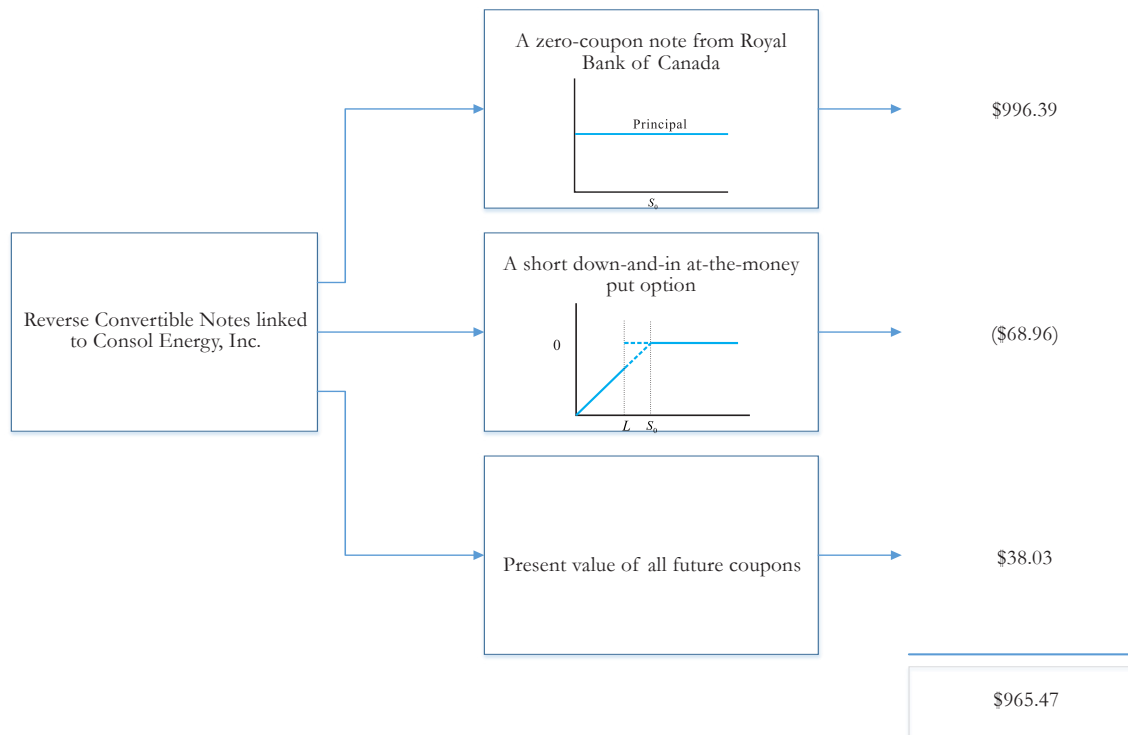 A zero-coupon note from Royal
Bank of Canada
Principal
S₀
$996.39
Reverse Convertible Notes linked
to Consol Energy, Inc.
A short down-and-in at-the-money
put option
0
L S₀
($68.96)
Present value of all future coupons
$38.03
$965.47